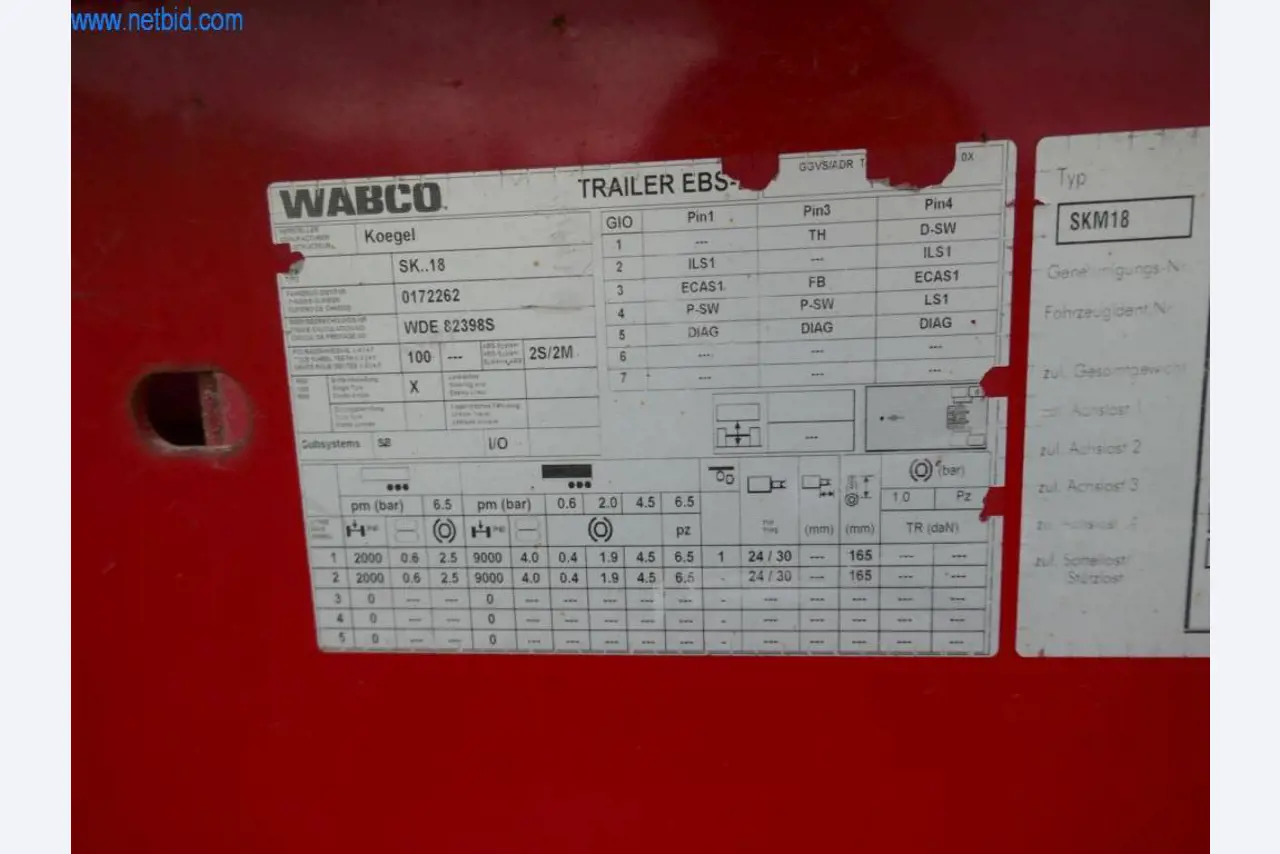 www.netbid.com
WABCO
TRAILER EBS-
GGVS/ADR
Koegel
SK..18
0172262
WDE 82398S
100 --- 2S/2M
X
Subsystems SB I/O
GIO Pin1 Pin3 Pin4
1 --- TH D-SW
2 ILS1 --- ILS1
3 ECAS1 FB ECAS1
4 P-SW P-SW LS1
5 DIAG DIAG DIAG
6 --- --- ---
7 --- --- ---
---
pm (bar) 6.5 pm (bar) 0.6 2.0 4.5 6.5 (bar)
1.0 Pz
pz (mm) (mm) TR (daN)
1 2000 0.6 2.5 9000 4.0 0.4 1.9 4.5 6.5 1 24 / 30 --- 165 --- ---
2 2000 0.6 2.5 9000 4.0 0.4 1.9 4.5 6.5 - 24 / 30 --- 165 --- ---
3 0 --- --- 0 --- --- --- --- --- - --- --- --- --- ---
4 0 --- --- 0 --- --- --- --- --- - --- --- --- --- ---
5 0 --- --- 0 --- --- --- --- --- - --- --- --- --- ---
Typ
SKM18
Genehmigungs-Nr
Fahrzeugident.Nr
zul. Gesamtgewicht
zul. Achslast 1
zul. Achslast 2
zul. Achslast 3
zul. Sattellast/
Stützlast